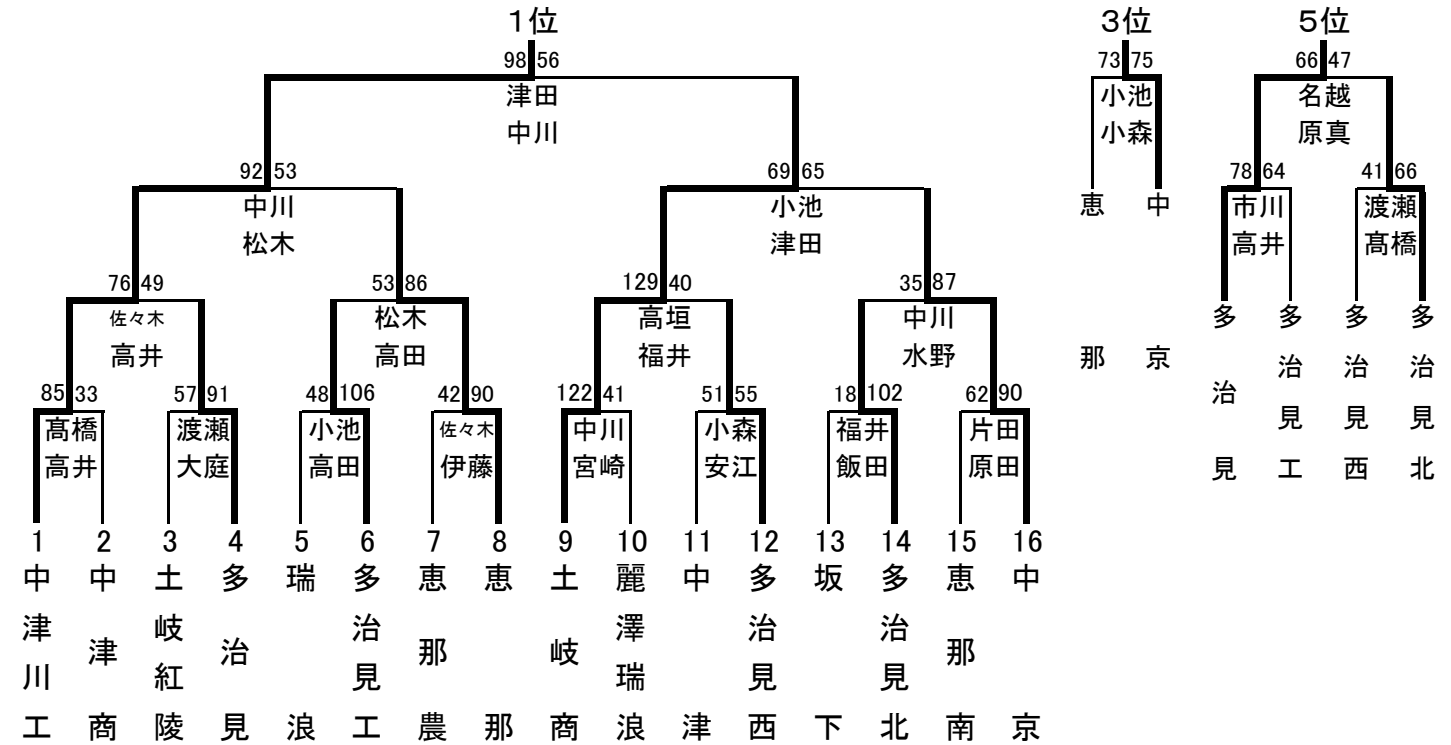 1位 3位 5位
98 56 73 75 66 47
津田 小池 名越
中川 小森 原真
92 53 69 65 78 64 41 66
中川 小池 恵那 中京 市川 渡瀬
松木 津田 高井 髙橋
76 49 53 86 129 40 35 87
佐々木 松木 高垣 中川 多治見 多治見工 多治見西 多治見北
高井 高田 福井 水野
85 33 57 91 48 106 42 90 122 41 51 55 18 102 62 90
髙橋 渡瀬 小池 佐々木 中川 小森 福井 片田
高井 大庭 高田 伊藤 宮崎 安江 飯田 原田
1 2 3 4 5 6 7 8 9 10 11 12 13 14 15 16
中津川工
中津商
土岐紅陵
多治見
瑞浪
多治見工
恵那農
恵那
土岐商
麗澤瑞浪
中津
多治見西
坂下
多治見北
恵那南
中京